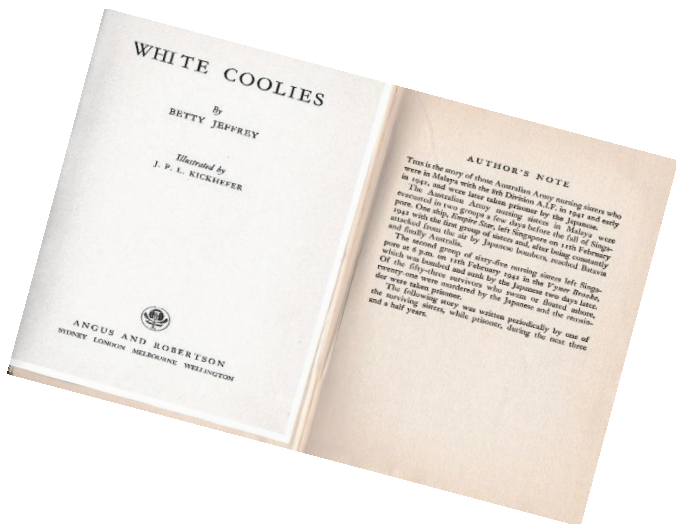 WHITE COOLIES
By
BETTY JEFFREY
Illustrated by
J. P. L. KICKHEFER
ANGUS AND ROBERTSON
SYDNEY LONDON MELBOURNE WELLINGTON
AUTHOR'S NOTE
THIS is the story of those Australian Army nursing sisters who
were in Malaya with the 8th Division A.I.F. in 1941 and early
in 1942, and were later taken prisoner by the Japanese.
The Australian Army nursing sisters in Malaya were
evacuated in two groups a few days before the fall of Singa-
pore. One ship, Empire Star, left Singapore on 11th February
1942 with the first group of sisters and, after being constantly
attacked from the air by Japanese bombers, reached Batavia
and finally Australia.
The second group of sixty-five nursing sisters left Singa-
pore at 6 p.m. on 12th February 1942 in the Vyner Brooke,
which was bombed and sunk by the Japanese two days later.
Of the fifty-three survivors who swam or floated ashore,
twenty-one were murdered by the Japanese and the remain-
der were taken prisoner.
The following story was written periodically by one of
the surviving sisters, while prisoner, during the next three
and a half years.